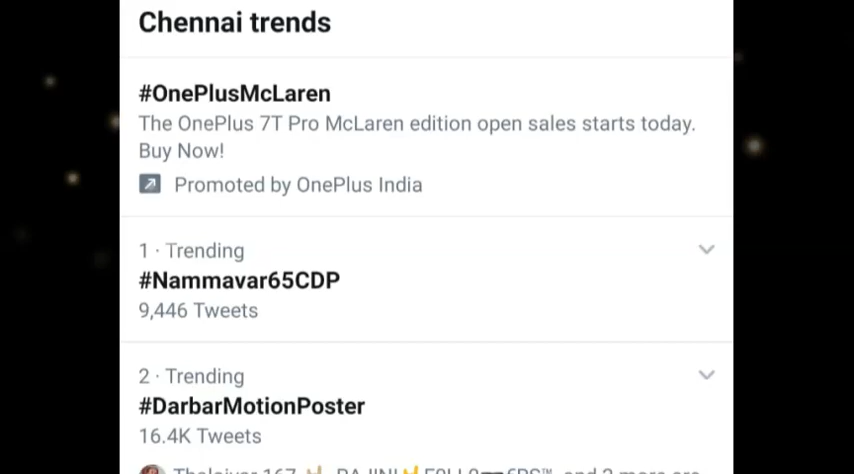 Chennai trends
#OnePlusMcLaren
The OnePlus 7T Pro McLaren edition open sales starts today.
Buy Now!
Promoted by OnePlus India
1 · Trending
#Nammavar65CDP
9,446 Tweets
2 · Trending
#DarbarMotionPoster
16.4K Tweets